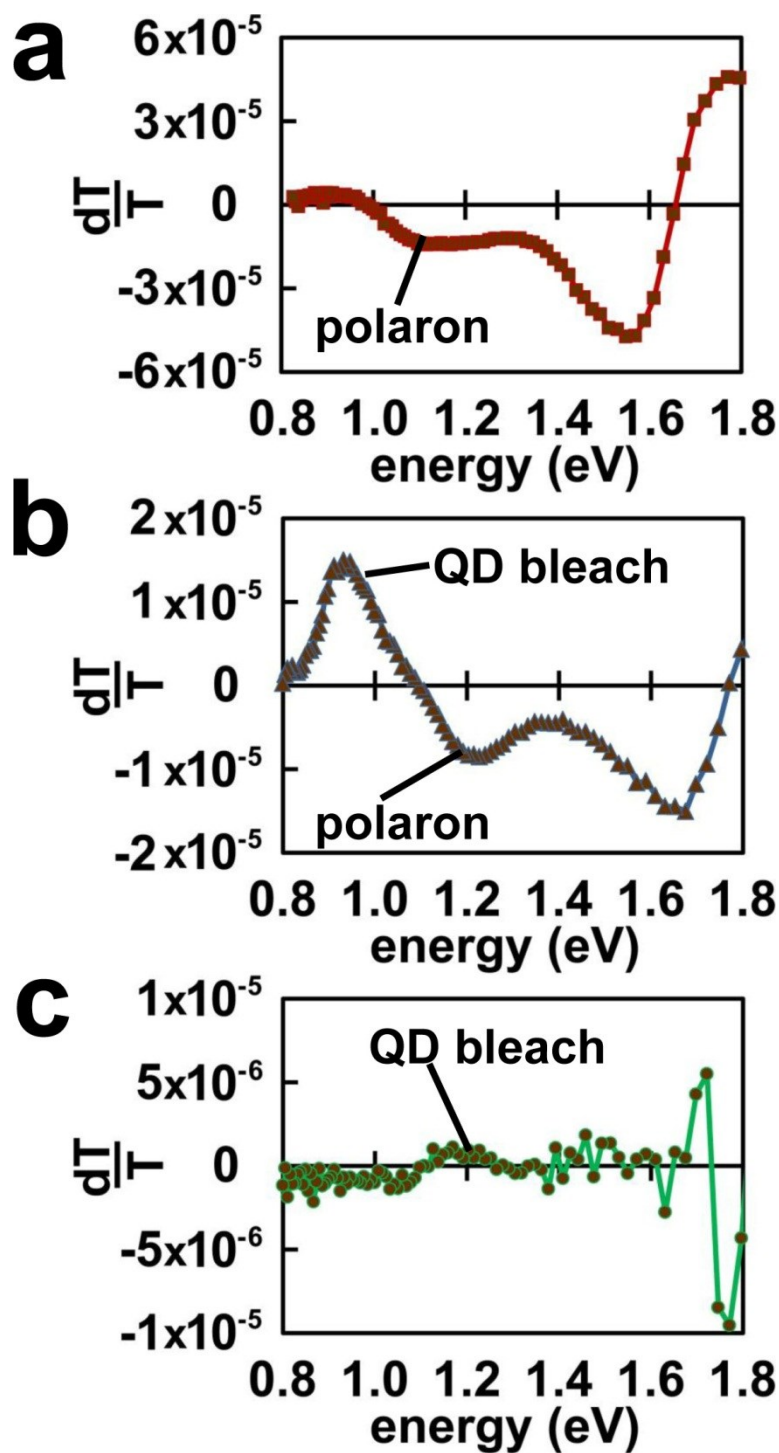 a
6x10⁻⁵
3x10⁻⁵
0
-3x10⁻⁵
-6x10⁻⁵
dT
T
polaron
0.8 1.0 1.2 1.4 1.6 1.8
energy (eV)
b
2x10⁻⁵
1x10⁻⁵
0
-1x10⁻⁵
-2x10⁻⁵
dT
T
QD bleach
polaron
0.8 1.0 1.2 1.4 1.6 1.8
energy (eV)
c
1x10⁻⁵
5x10⁻⁶
0
-5x10⁻⁶
-1x10⁻⁵
dT
T
QD bleach
0.8 1.0 1.2 1.4 1.6 1.8
energy (eV)